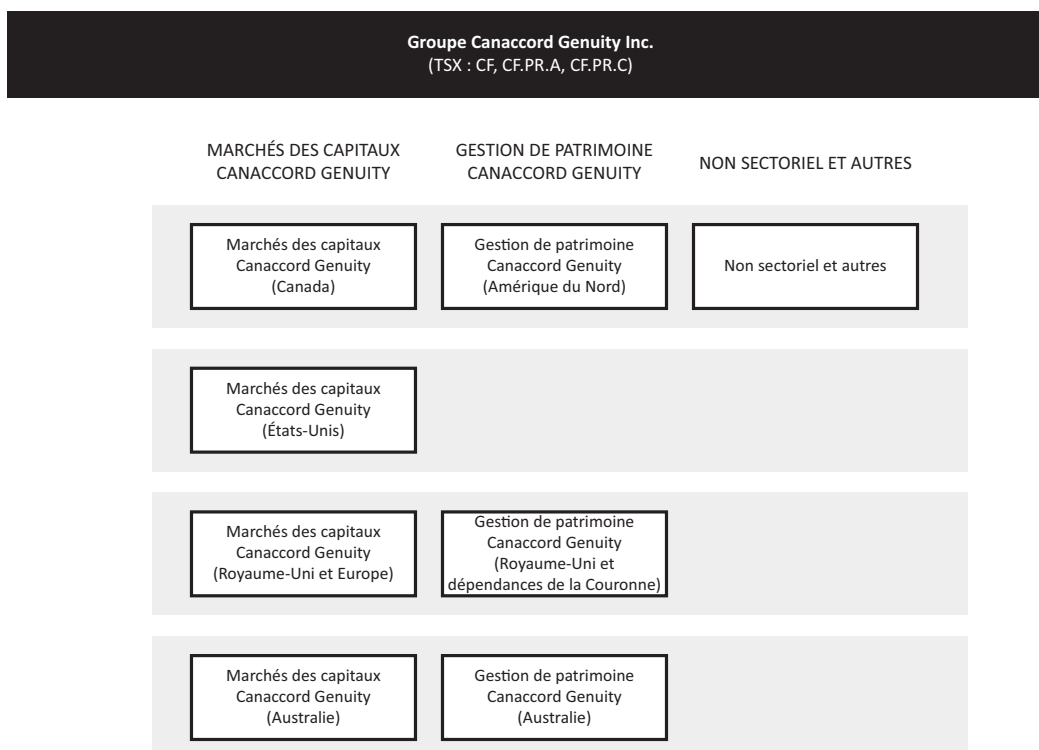 Groupe Canaccord Genuity Inc.
(TSX : CF, CF.PR.A, CF.PR.C)
MARCHÉS DES CAPITAUX
CANACCORD GENUITY
GESTION DE PATRIMOINE
CANACCORD GENUITY
NON SECTORIEL ET AUTRES
Marchés des capitaux
Canaccord Genuity
(Canada)
Gestion de patrimoine
Canaccord Genuity
(Amérique du Nord)
Non sectoriel et autres
Marchés des capitaux
Canaccord Genuity
(États-Unis)
Marchés des capitaux
Canaccord Genuity
(Royaume-Uni et Europe)
Gestion de patrimoine
Canaccord Genuity
(Royaume-Uni et
dépendances de la Couronne)
Marchés des capitaux
Canaccord Genuity
(Australie)
Gestion de patrimoine
Canaccord Genuity
(Australie)